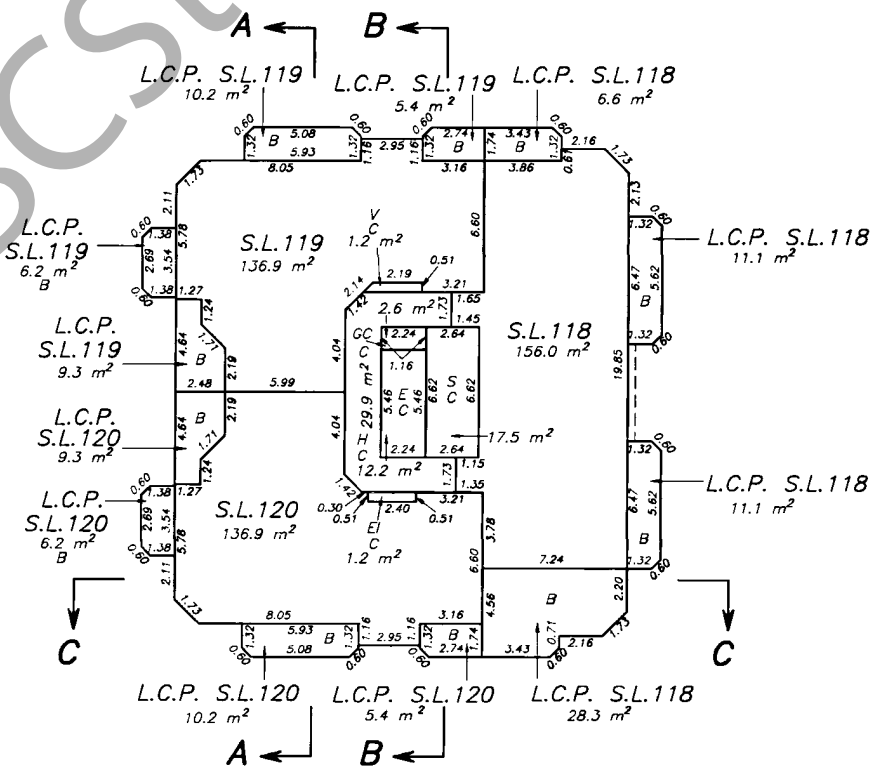 A
B
L.C.P. S.L.119
10.2 m²
L.C.P. S.L.119
5.4 m²
L.C.P. S.L.118
6.6 m²
0.60
5.08
0.60
0.60
2.74
3.43
0.60
1.32
B
1.32
1.16
2.95
1.16
1.32
B
1.74
B
1.32
0.61
2.16
5.93
8.05
3.16
3.86
1.73
1.73
2.11
2.13
L.C.P.
S.L.119
6.2 m²
B
0.60
1.38
2.69
3.54
5.78
1.38
0.60
S.L.119
136.9 m²
V
C
1.2 m²
6.60
0.60
1.32
L.C.P. S.L.118
11.1 m²
6.47
5.62
B
1.32
0.60
2.19
0.51
2.14
1.42
3.21
1.27
1.24
1.71
2.6 m²
1.73
1.65
1.45
L.C.P.
S.L.119
9.3 m²
4.64
B
2.19
4.04
GC
C
2.24
2.64
1.16
S.L.118
156.0 m²
19.85
2.48
5.99
29.9 m²
H
C
5.46
E
C
5.46
6.62
S
C
6.62
L.C.P.
S.L.120
9.3 m²
4.64
B
2.19
1.71
1.24
4.04
2.24
2.64
17.5 m²
12.2 m²
1.32
0.60
L.C.P. S.L.118
11.1 m²
6.47
5.62
B
1.32
0.60
L.C.P.
S.L.120
6.2 m²
B
0.60
1.38
1.27
2.69
3.54
5.78
1.38
0.60
S.L.120
136.9 m²
1.42
0.30
0.51
2.40
0.51
3.21
1.73
1.15
1.35
EI
C
1.2 m²
3.78
6.60
7.24
2.11
2.20
C
C
1.73
8.05
3.16
4.56
B
1.32
5.93
B
1.32
1.16
2.95
1.16
1.32
B
1.74
0.71
2.16
1.73
0.60
5.08
0.60
0.60
2.74
3.43
0.60
L.C.P. S.L.120
10.2 m²
L.C.P. S.L.120
5.4 m²
L.C.P. S.L.118
28.3 m²
A
B